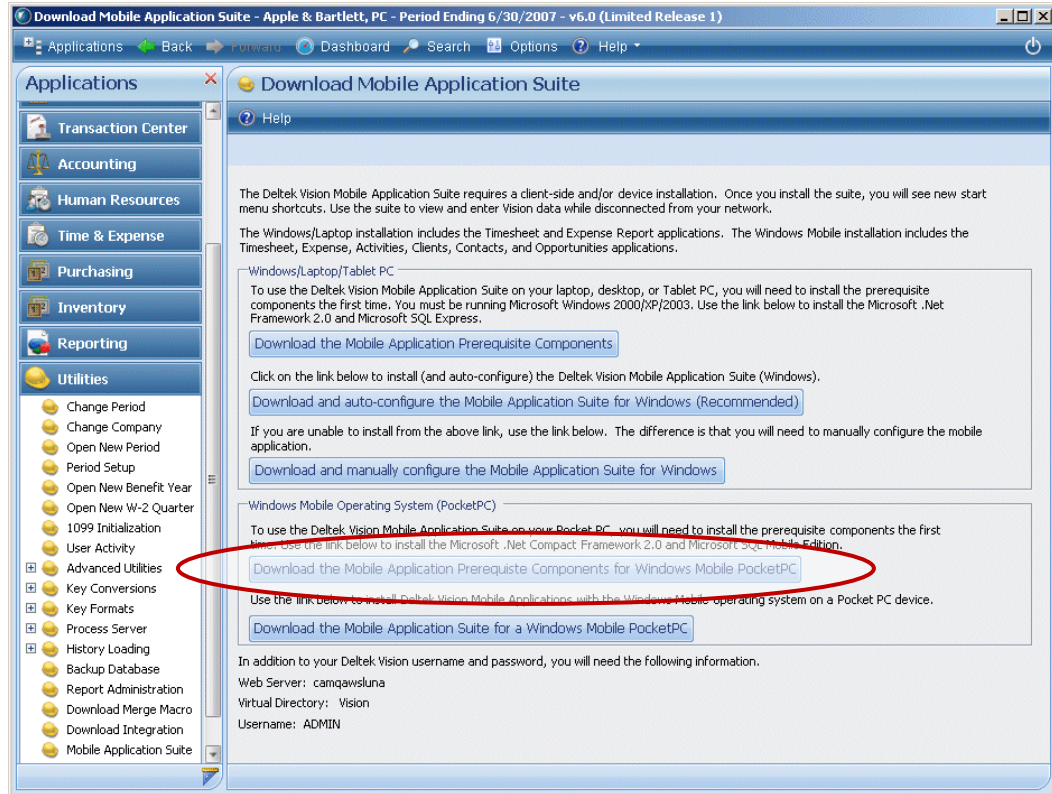 Download Mobile Application Suite - Apple & Bartlett, PC - Period Ending 6/30/2007 - v6.0 (Limited Release 1)
Applications Back Forward Dashboard Search Options Help
Applications
Transaction Center
Accounting
Human Resources
Time & Expense
Purchasing
Inventory
Reporting
Utilities
Change Period
Change Company
Open New Period
Period Setup
Open New Benefit Year
Open New W-2 Quarter
1099 Initialization
User Activity
Advanced Utilities
Key Conversions
Key Formats
Process Server
History Loading
Backup Database
Report Administration
Download Merge Macro
Download Integration
Mobile Application Suite
Download Mobile Application Suite
Help
The Deltek Vision Mobile Application Suite requires a client-side and/or device installation. Once you install the suite, you will see new start
menu shortcuts. Use the suite to view and enter Vision data while disconnected from your network.
The Windows/Laptop installation includes the Timesheet and Expense Report applications. The Windows Mobile installation includes the
Timesheet, Expense, Activities, Clients, Contacts, and Opportunities applications.
Windows/Laptop/Tablet PC
To use the Deltek Vision Mobile Application Suite on your laptop, desktop, or Tablet PC, you will need to install the prerequisite
components the first time. You must be running Microsoft Windows 2000/XP/2003. Use the link below to install the Microsoft .Net
Framework 2.0 and Microsoft SQL Express.
Download the Mobile Application Prerequisite Components
Click on the link below to install (and auto-configure) the Deltek Vision Mobile Application Suite (Windows).
Download and auto-configure the Mobile Application Suite for Windows (Recommended)
If you are unable to install from the above link, use the link below. The difference is that you will need to manually configure the mobile
application.
Download and manually configure the Mobile Application Suite for Windows
Windows Mobile Operating System (PocketPC)
To use the Deltek Vision Mobile Application Suite on your Pocket PC, you will need to install the prerequisite components the first
time. Use the link below to install the Microsoft .Net Compact Framework 2.0 and Microsoft SQL Mobile Edition.
Download the Mobile Application Prerequiste Components for Windows Mobile PocketPC
Use the link below to install Deltek Vision Mobile Applications with the Windows Mobile operating system on a Pocket PC device.
Download the Mobile Application Suite for a Windows Mobile PocketPC
In addition to your Deltek Vision username and password, you will need the following information.
Web Server: camqawsluna
Virtual Directory: Vision
Username: ADMIN